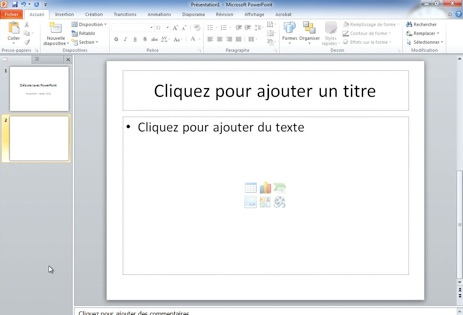 Présentation1 - Microsoft PowerPoint
Fichier Accueil Insertion Création Transitions Animations Diaporama Révision Affichage Acrobat
Coller
Nouvelle diapositive
Disposition
Rétablir
Section
Formes Organiser Styles rapides
Remplissage de forme
Contour de forme
Effets sur la forme
Rechercher
Remplacer
Sélectionner
Presse-papiers Diapositives Police Paragraphe Dessin Modification
1
2
Cliquez pour ajouter un titre
• Cliquez pour ajouter du texte
Cliquez pour ajouter des commentaires